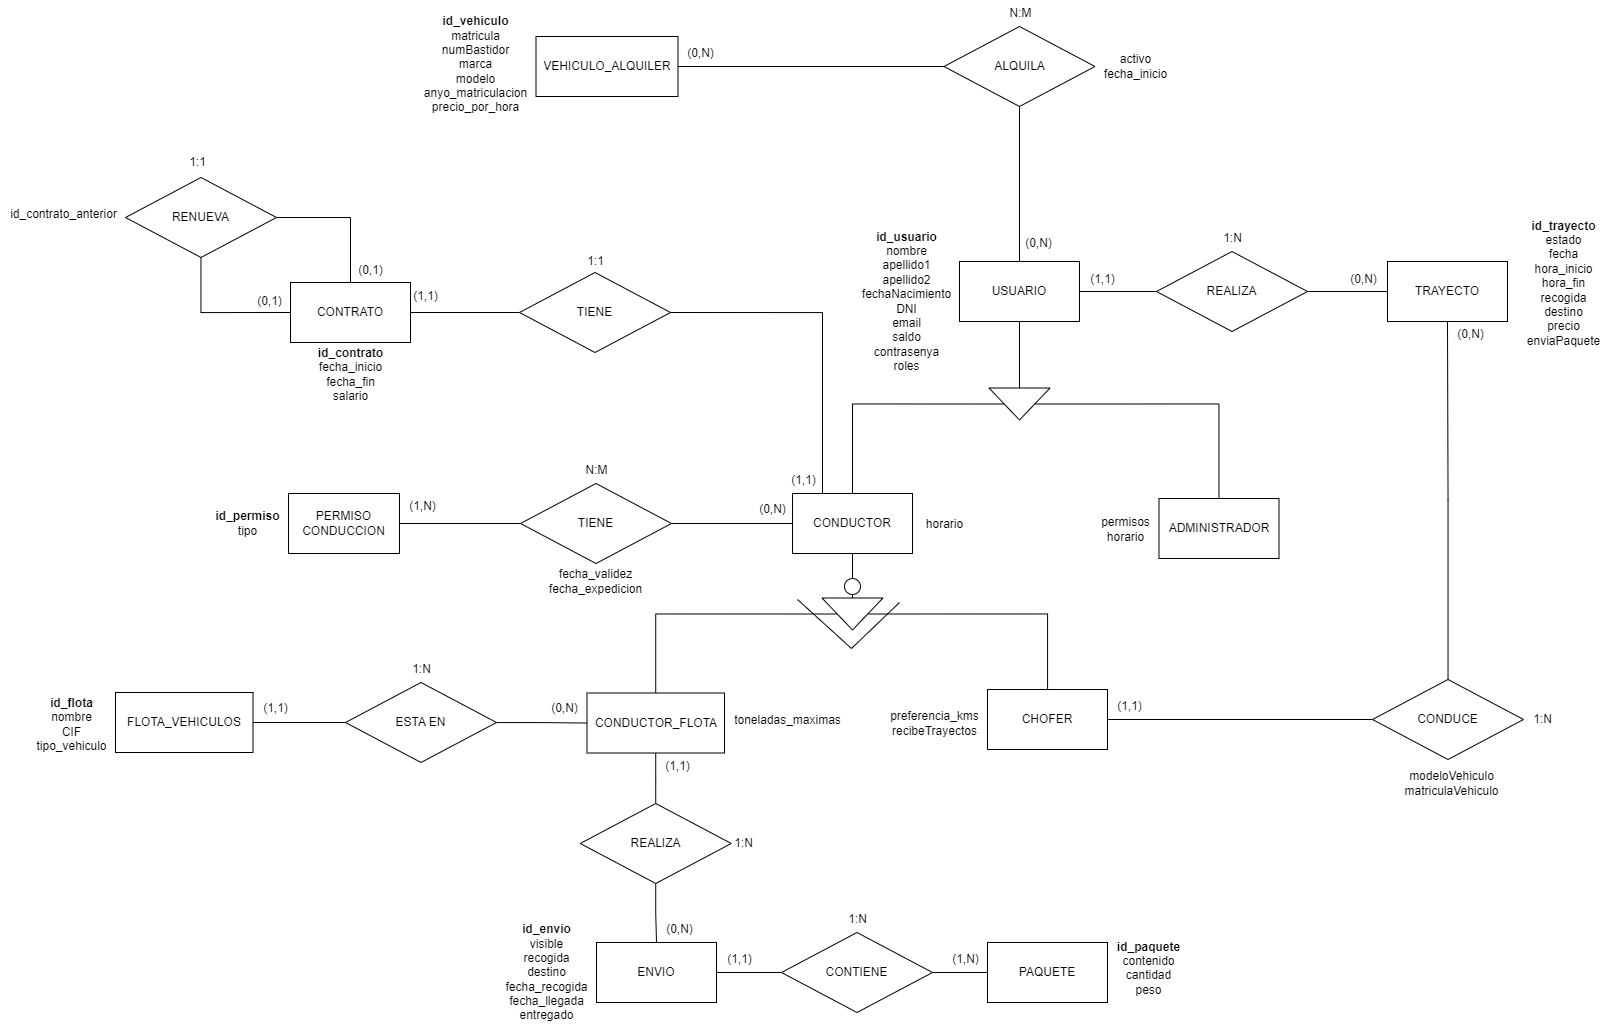 N:M
id_vehiculo
matricula
numBastidor
marca
modelo
anyo_matriculacion
precio_por_hora
VEHICULO_ALQUILER
(0,N)
ALQUILA
activo
fecha_inicio
1:1
id_contrato_anterior
RENUEVA
(0,1)
(0,1)
CONTRATO
(1,1)
id_contrato
fecha_inicio
fecha_fin
salario
1:1
TIENE
(0,N)
id_usuario
nombre
apellido1
apellido2
fechaNacimiento
DNI
email
saldo
contrasenya
roles
USUARIO
(1,1)
1:N
REALIZA
(0,N)
TRAYECTO
(0,N)
id_trayecto
estado
fecha
hora_inicio
hora_fin
recogida
destino
precio
enviaPaquete
N:M
id_permiso
tipo
PERMISO
CONDUCCION
(1,N)
TIENE
fecha_validez
fecha_expedicion
(1,1)
(0,N)
CONDUCTOR
horario
permisos
horario
ADMINISTRADOR
1:N
id_flota
nombre
CIF
tipo_vehiculo
FLOTA_VEHICULOS
(1,1)
ESTA EN
(0,N)
CONDUCTOR_FLOTA
toneladas_maximas
(1,1)
preferencia_kms
recibeTrayectos
CHOFER
(1,1)
CONDUCE
1:N
modeloVehiculo
matriculaVehiculo
REALIZA
1:N
(0,N)
id_envio
visible
recogida
destino
fecha_recogida
fecha_llegada
entregado
ENVIO
(1,1)
1:N
CONTIENE
(1,N)
PAQUETE
id_paquete
contenido
cantidad
peso